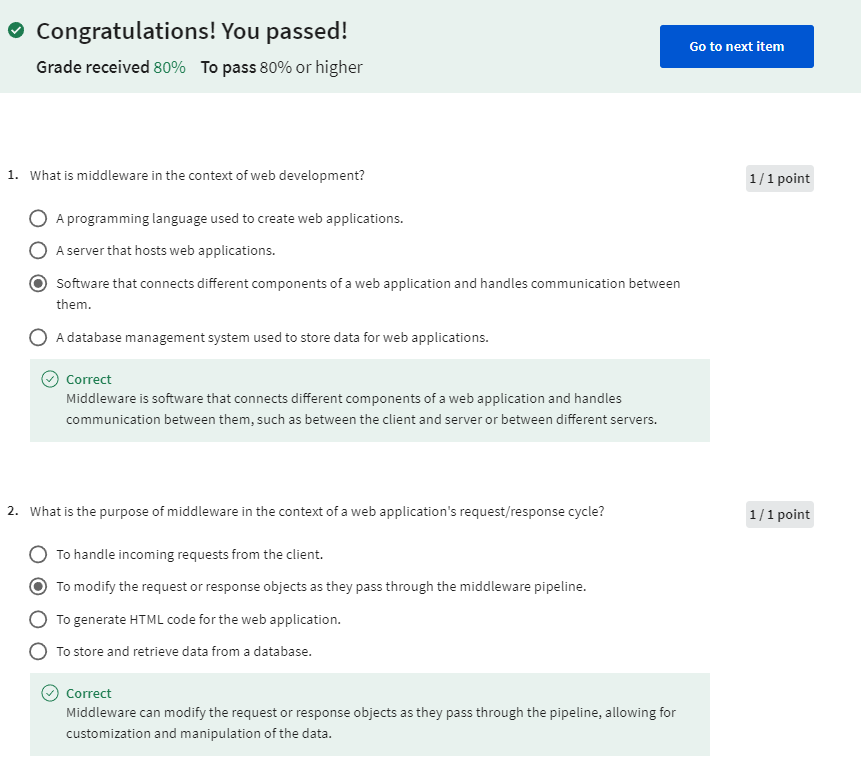 Congratulations! You passed!
Grade received 80% To pass 80% or higher
Go to next item
1. What is middleware in the context of web development?
1 / 1 point
A programming language used to create web applications.
A server that hosts web applications.
Software that connects different components of a web application and handles communication between
them.
A database management system used to store data for web applications.
Correct
Middleware is software that connects different components of a web application and handles
communication between them, such as between the client and server or between different servers.
2. What is the purpose of middleware in the context of a web application's request/response cycle?
1 / 1 point
To handle incoming requests from the client.
To modify the request or response objects as they pass through the middleware pipeline.
To generate HTML code for the web application.
To store and retrieve data from a database.
Correct
Middleware can modify the request or response objects as they pass through the pipeline, allowing for
customization and manipulation of the data.